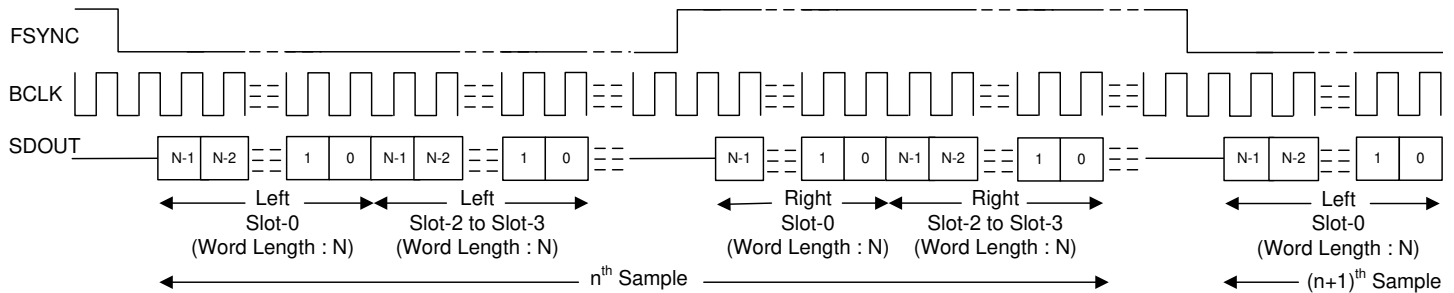 FSYNC
BCLK
SDOUT
N-1 N-2 1 0 N-1 N-2 1 0 N-1 1 0 N-1 N-2 1 0 N-1 N-2 1 0
Left Left Right Right Left
Slot-0 Slot-2 to Slot-3 Slot-0 Slot-2 to Slot-3 Slot-0
(Word Length : N) (Word Length : N) (Word Length : N) (Word Length : N) (Word Length : N)
nth Sample (n+1)th Sample